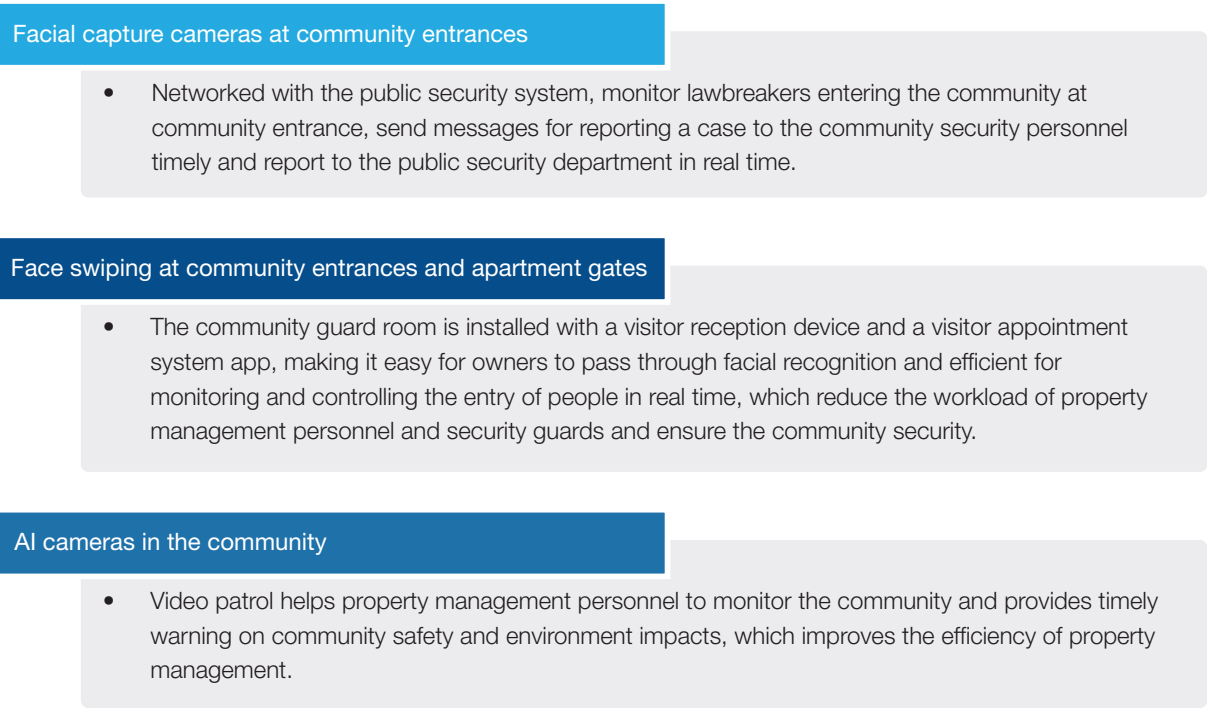 Facial capture cameras at community entrances
• Networked with the public security system, monitor lawbreakers entering the community at
community entrance, send messages for reporting a case to the community security personnel
timely and report to the public security department in real time.
Face swiping at community entrances and apartment gates
• The community guard room is installed with a visitor reception device and a visitor appointment
system app, making it easy for owners to pass through facial recognition and efficient for
monitoring and controlling the entry of people in real time, which reduce the workload of property
management personnel and security guards and ensure the community security.
AI cameras in the community
• Video patrol helps property management personnel to monitor the community and provides timely
warning on community safety and environment impacts, which improves the efficiency of property
management.